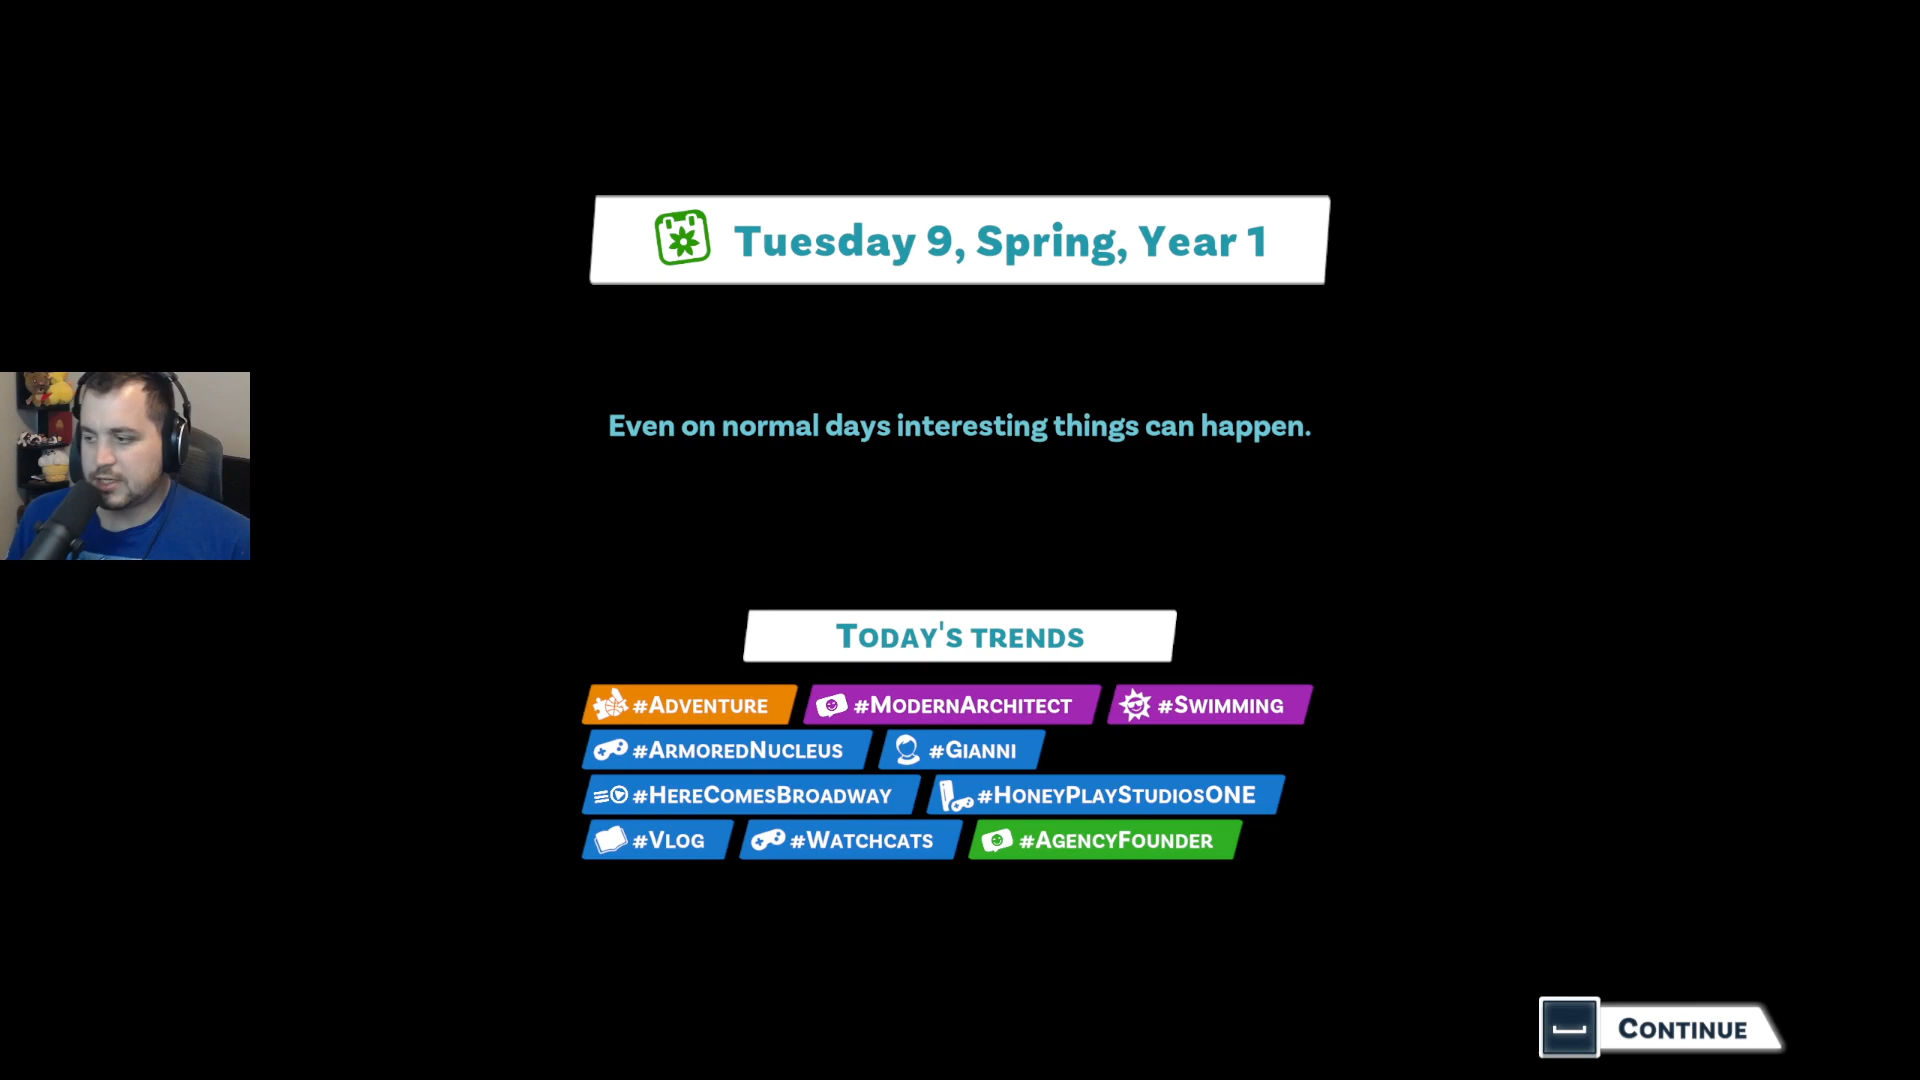 Tuesday 9, Spring, Year 1
Even on normal days interesting things can happen.
Today's trends
#Adventure #ModernArchitect #Swimming
#ArmoredNucleus #Gianni
#HereComesBroadway #HoneyPlayStudiosONE
#Vlog #Watchcats #AgencyFounder
Continue